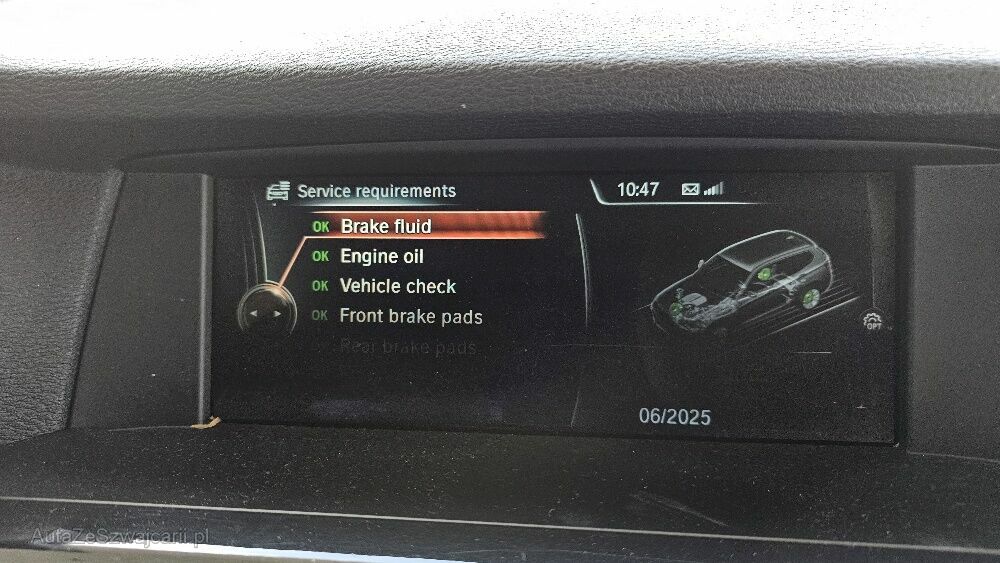 Service requirements
10:47
OK Brake fluid
OK Engine oil
OK Vehicle check
OK Front brake pads
Rear brake pads
OPT
06/2025
AutaZeSzwajcarii.pl